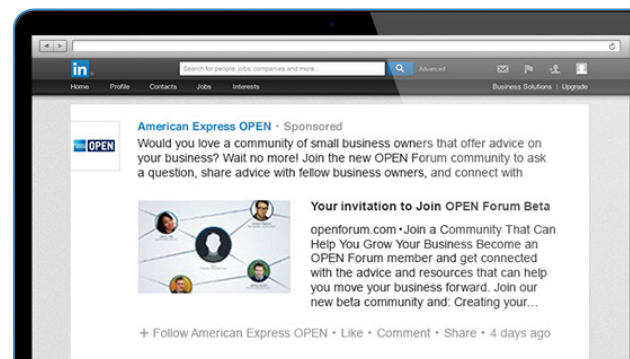 in
Search for people, jobs, companies and more...
Advanced
Home Profile Contacts Jobs Interests
Business Solutions | Upgrade
OPEN
American Express OPEN · Sponsored
Would you love a community of small business owners that offer advice on
your business? Wait no more! Join the new OPEN Forum community to ask
a question, share advice with fellow business owners, and connect with
Your invitation to Join OPEN Forum Beta
openforum.com • Join a Community That Can
Help You Grow Your Business Become an
OPEN Forum member and get connected
with the advice and resources that can help
you move your business forward. Join our
new beta community and: Creating your...
+ Follow American Express OPEN • Like • Comment • Share • 4 days ago